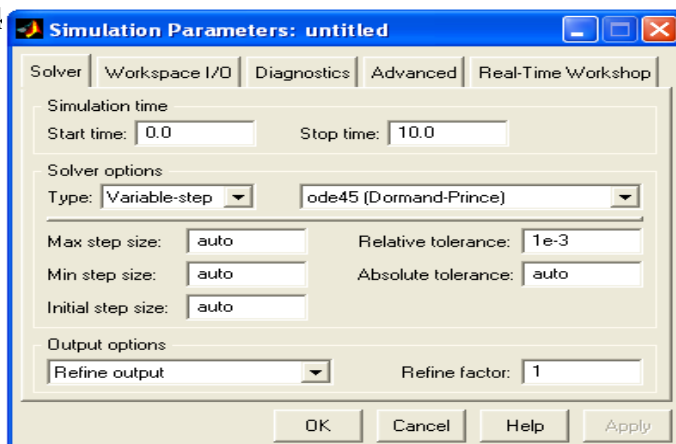 Simulation Parameters: untitled
Solver Workspace I/O Diagnostics Advanced Real-Time Workshop
Simulation time
Start time: 0.0 Stop time: 10.0
Solver options
Type: Variable-step ode45 (Dormand-Prince)
Max step size: auto Relative tolerance: 1e-3
Min step size: auto Absolute tolerance: auto
Initial step size: auto
Output options
Refine output Refine factor: 1
OK Cancel Help Apply